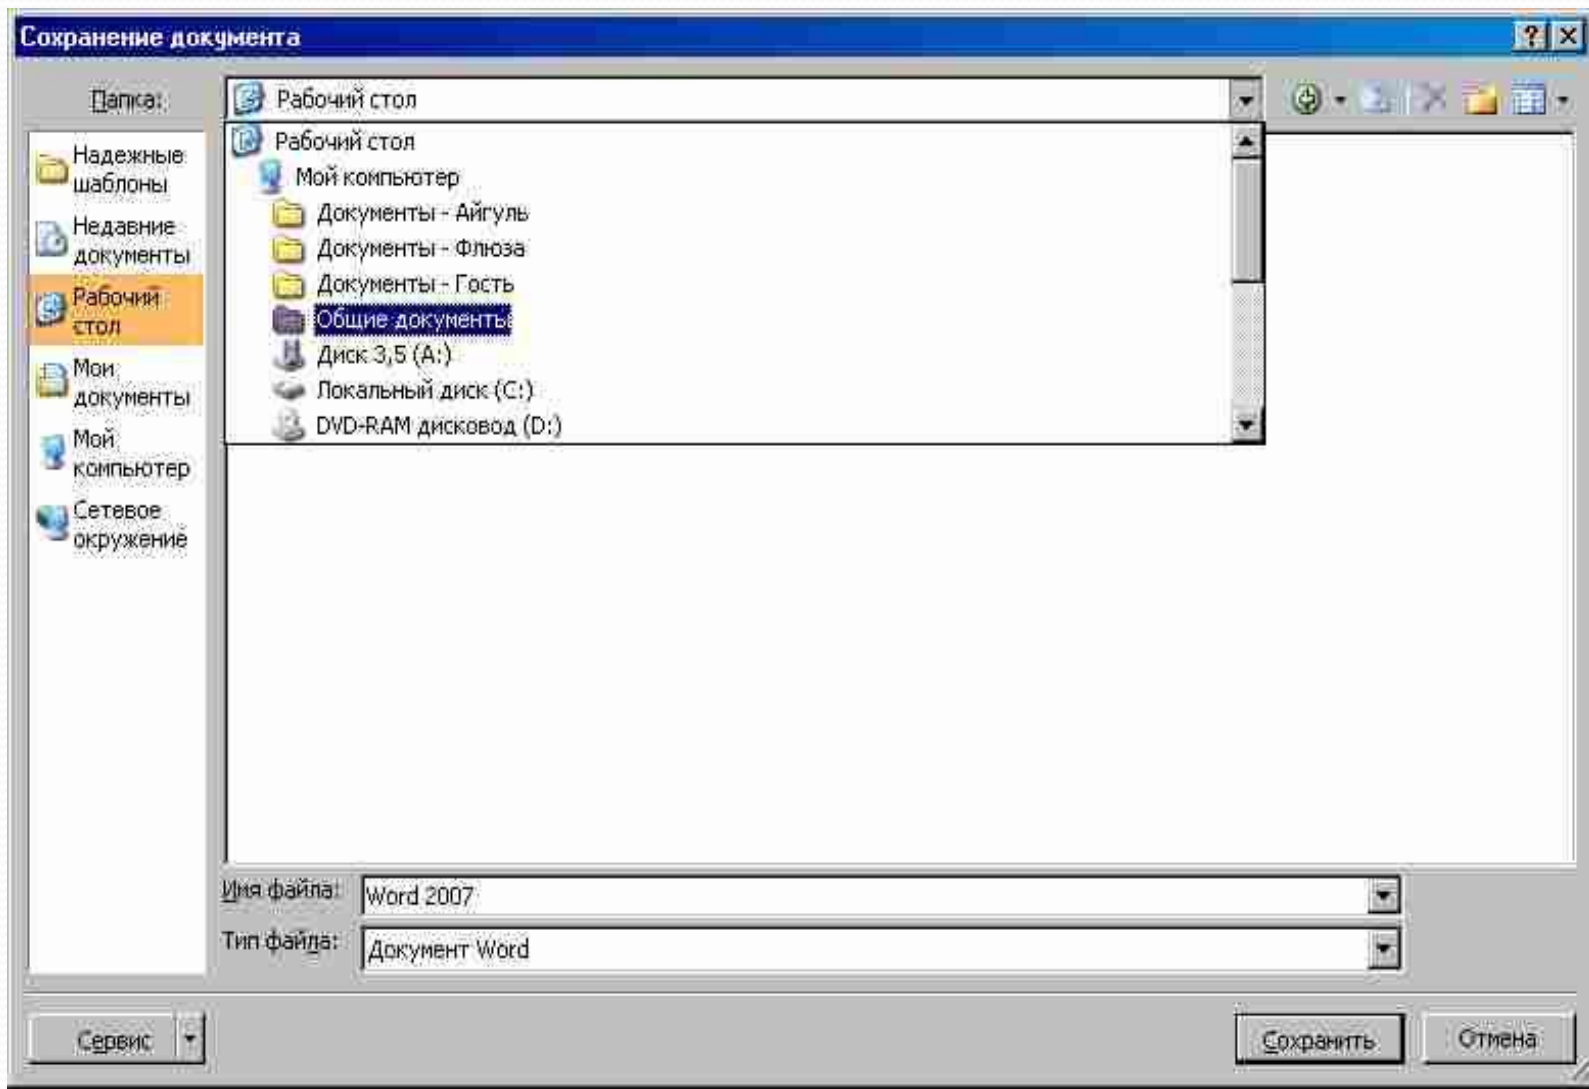 Сохранение документа
Папка:
Рабочий стол
Рабочий стол
Мой компьютер
Документы - Айгуль
Документы - Флюза
Документы - Гость
Общие документы
Диск 3,5 (A:)
Локальный диск (C:)
DVD-RAM дисковод (D:)
Надежные
шаблоны
Недавние
документы
Рабочий
стол
Мои
документы
Мой
компьютер
Сетевое
окружение
Имя файла:
Word 2007
Тип файла:
Документ Word
Сервис
Сохранить
Отмена